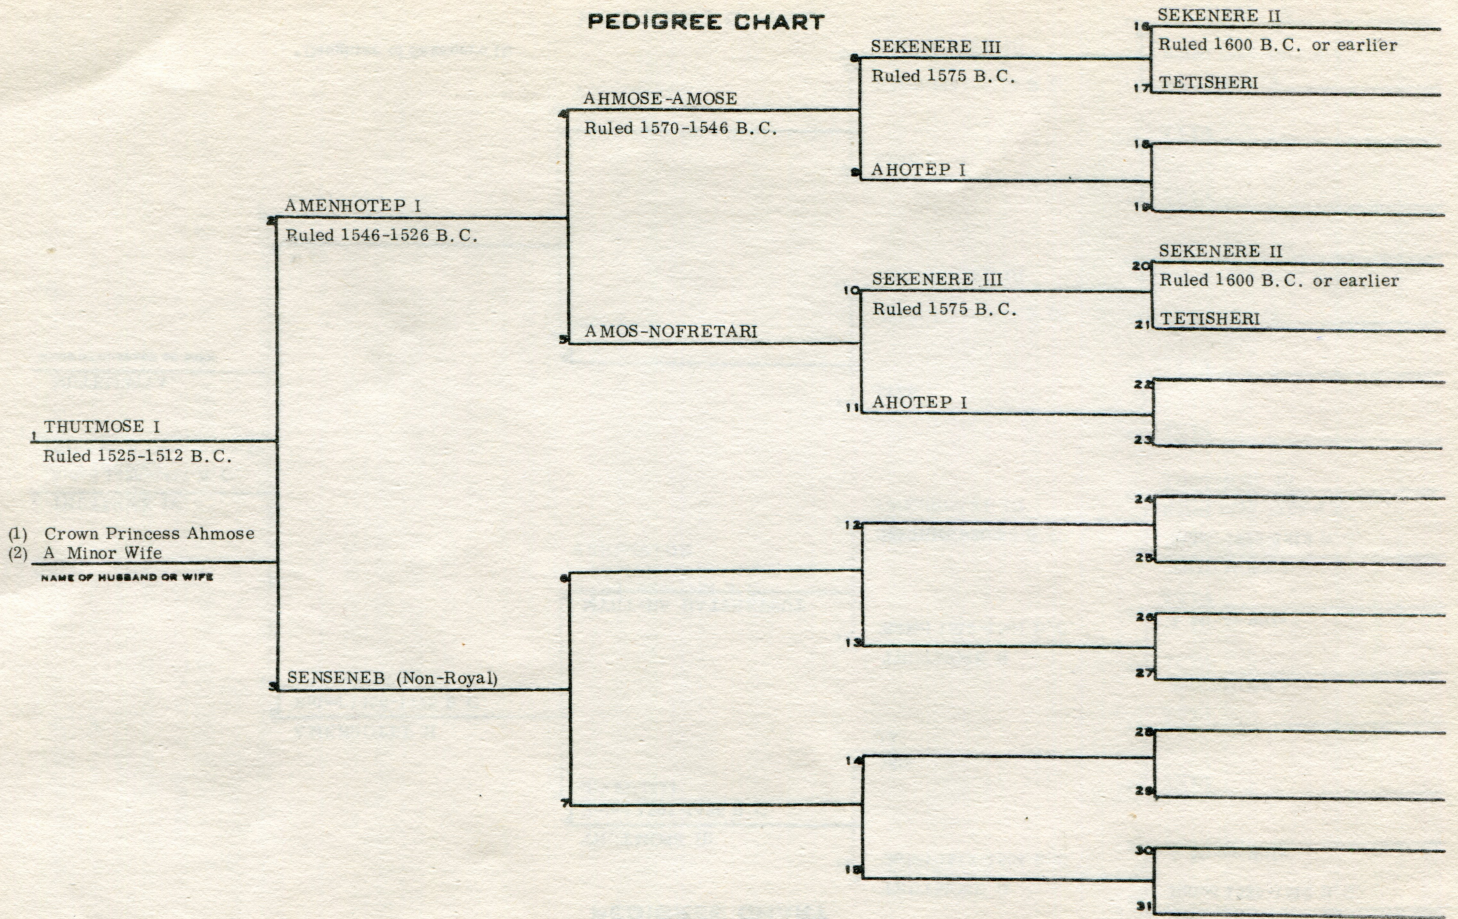 PEDIGREE CHART
1 THUTMOSE I
Ruled 1525-1512 B.C.
(1) Crown Princess Ahmose
(2) A Minor Wife
NAME OF HUSBAND OR WIFE
2 AMENHOTEP I
Ruled 1546-1526 B.C.
3 SENSENEB (Non-Royal)
4 AHMOSE-AMOSE
Ruled 1570-1546 B.C.
5 AMOS-NOFRETARI
6
7
8 SEKENERE III
Ruled 1575 B.C.
9 AHOTEP I
10 SEKENERE III
Ruled 1575 B.C.
11 AHOTEP I
12
13
14
15
16 SEKENERE II
Ruled 1600 B.C. or earlier
17 TETISHERI
18
19
20 SEKENERE II
Ruled 1600 B.C. or earlier
21 TETISHERI
22
23
24
25
26
27
28
29
30
31